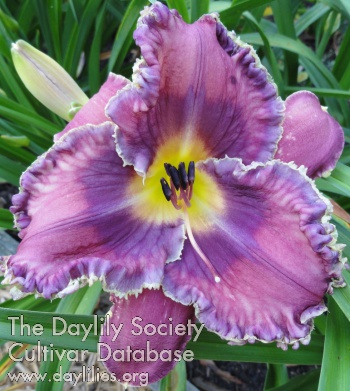 The Daylily Society
Cultivar Database
www.daylilies.org